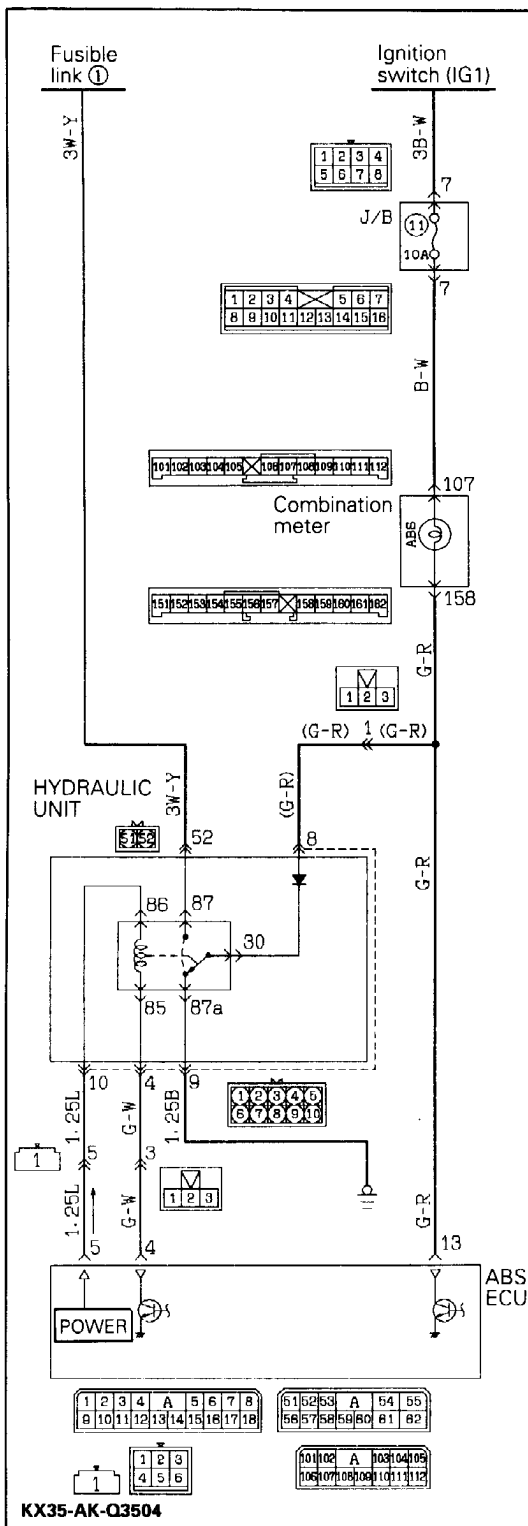 Fusible
link ①
Ignition
switch (IG1)
3W-Y
3B-W
1 2 3 4
5 6 7 8
7
J/B
⑪
10A
7
1 2 3 4 5 6 7
8 9 10 11 12 13 14 15 16
B-W
101 102 103 104 105 106 107 108 109 110 111 112
107
Combination
meter
ABS
151 152 153 154 155 156 157 158 159 160 161 162
158
G-R
1 2 3
(G-R) 1 (G-R)
HYDRAULIC
UNIT
3W-Y
(G-R)
51 52
52
8
G-R
86 87
30
85 87a
10 4 9
1 2 3 4 5
6 7 8 9 10
1.25L
G-W
1.25B
1
5 3
1 2 3
1.25L
G-W
G-R
5 4 13
ABS
ECU
POWER
1 2 3 4 A 5 6 7 8
9 10 11 12 13 14 15 16 17 18
51 52 53 A 54 55
56 57 58 59 60 61 62
1 2 3
4 5 6
1
101 102 A 103 104 105
106 107 108 109 110 111 112
KX35-AK-Q3504